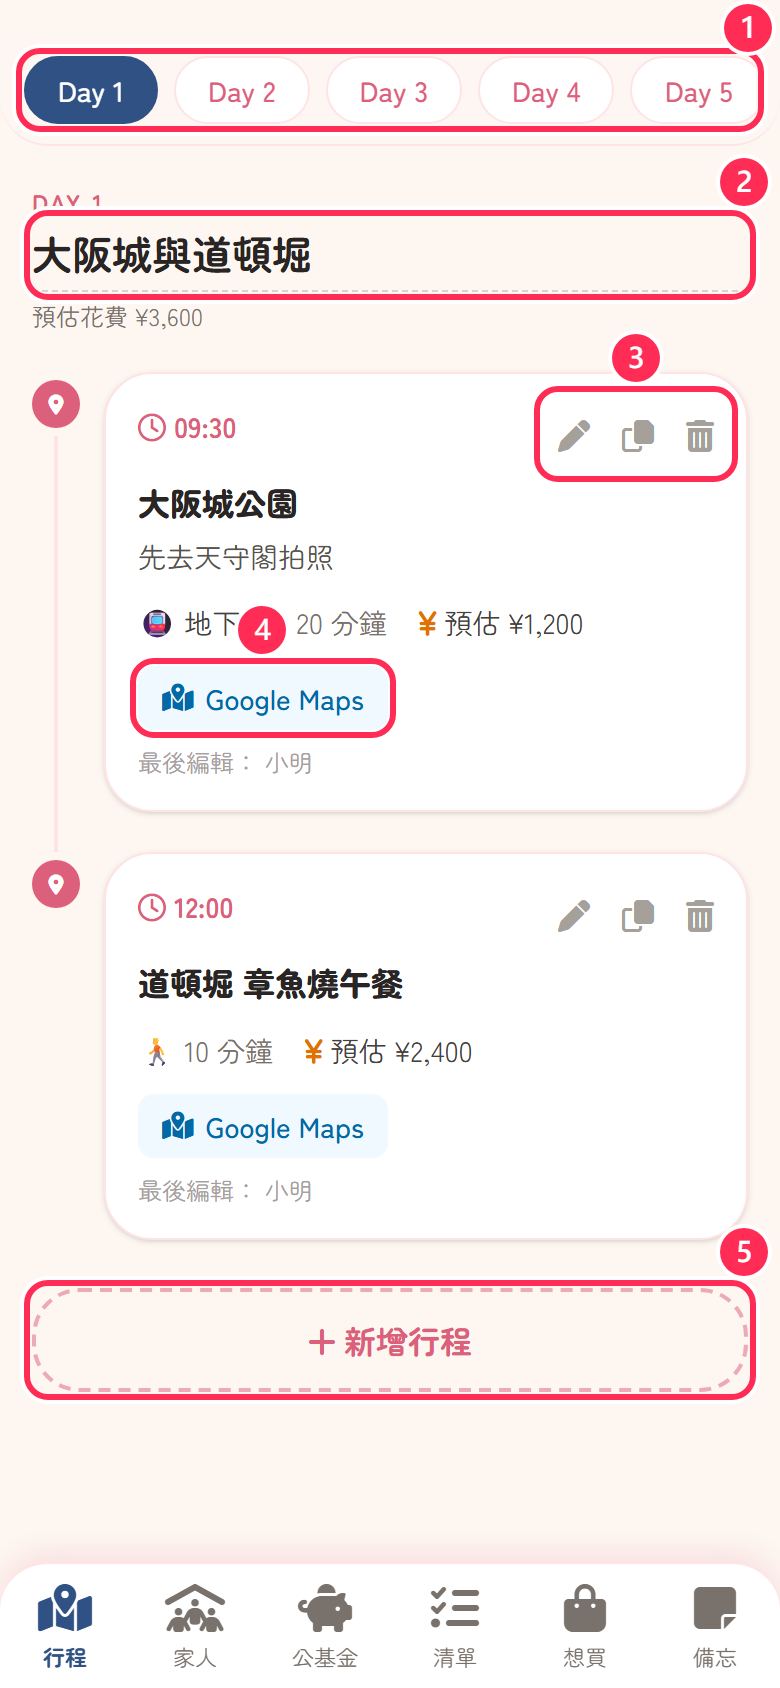 1
Day 1 Day 2 Day 3 Day 4 Day 5
2
DAY 1
大阪城與道頓堀
預估花費 ¥3,600
3
09:30
大阪城公園
先去天守閣拍照
地下 4 20 分鐘 ¥ 預估 ¥1,200
Google Maps
最後編輯： 小明
12:00
道頓堀 章魚燒午餐
10 分鐘 ¥ 預估 ¥2,400
Google Maps
最後編輯： 小明
5
+ 新增行程
行程 家人 公基金 清單 想買 備忘